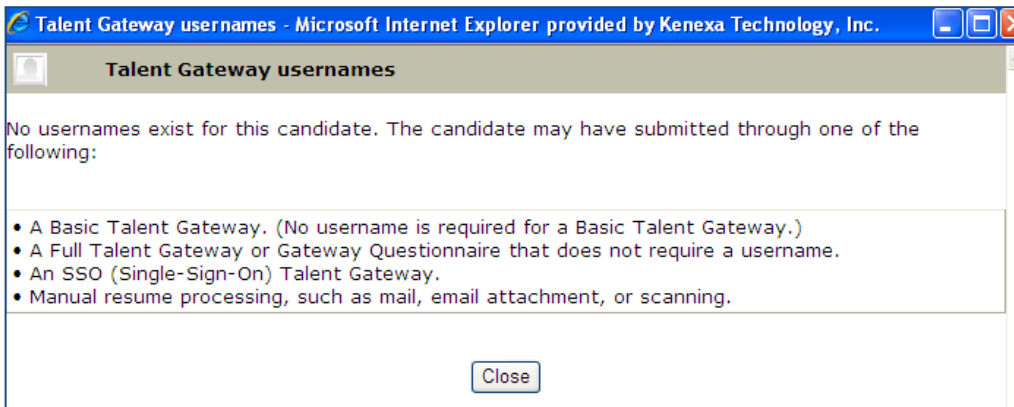 Talent Gateway usernames - Microsoft Internet Explorer provided by Kenexa Technology, Inc.
Talent Gateway usernames
No usernames exist for this candidate. The candidate may have submitted through one of the
following:
• A Basic Talent Gateway. (No username is required for a Basic Talent Gateway.)
• A Full Talent Gateway or Gateway Questionnaire that does not require a username.
• An SSO (Single-Sign-On) Talent Gateway.
• Manual resume processing, such as mail, email attachment, or scanning.
Close